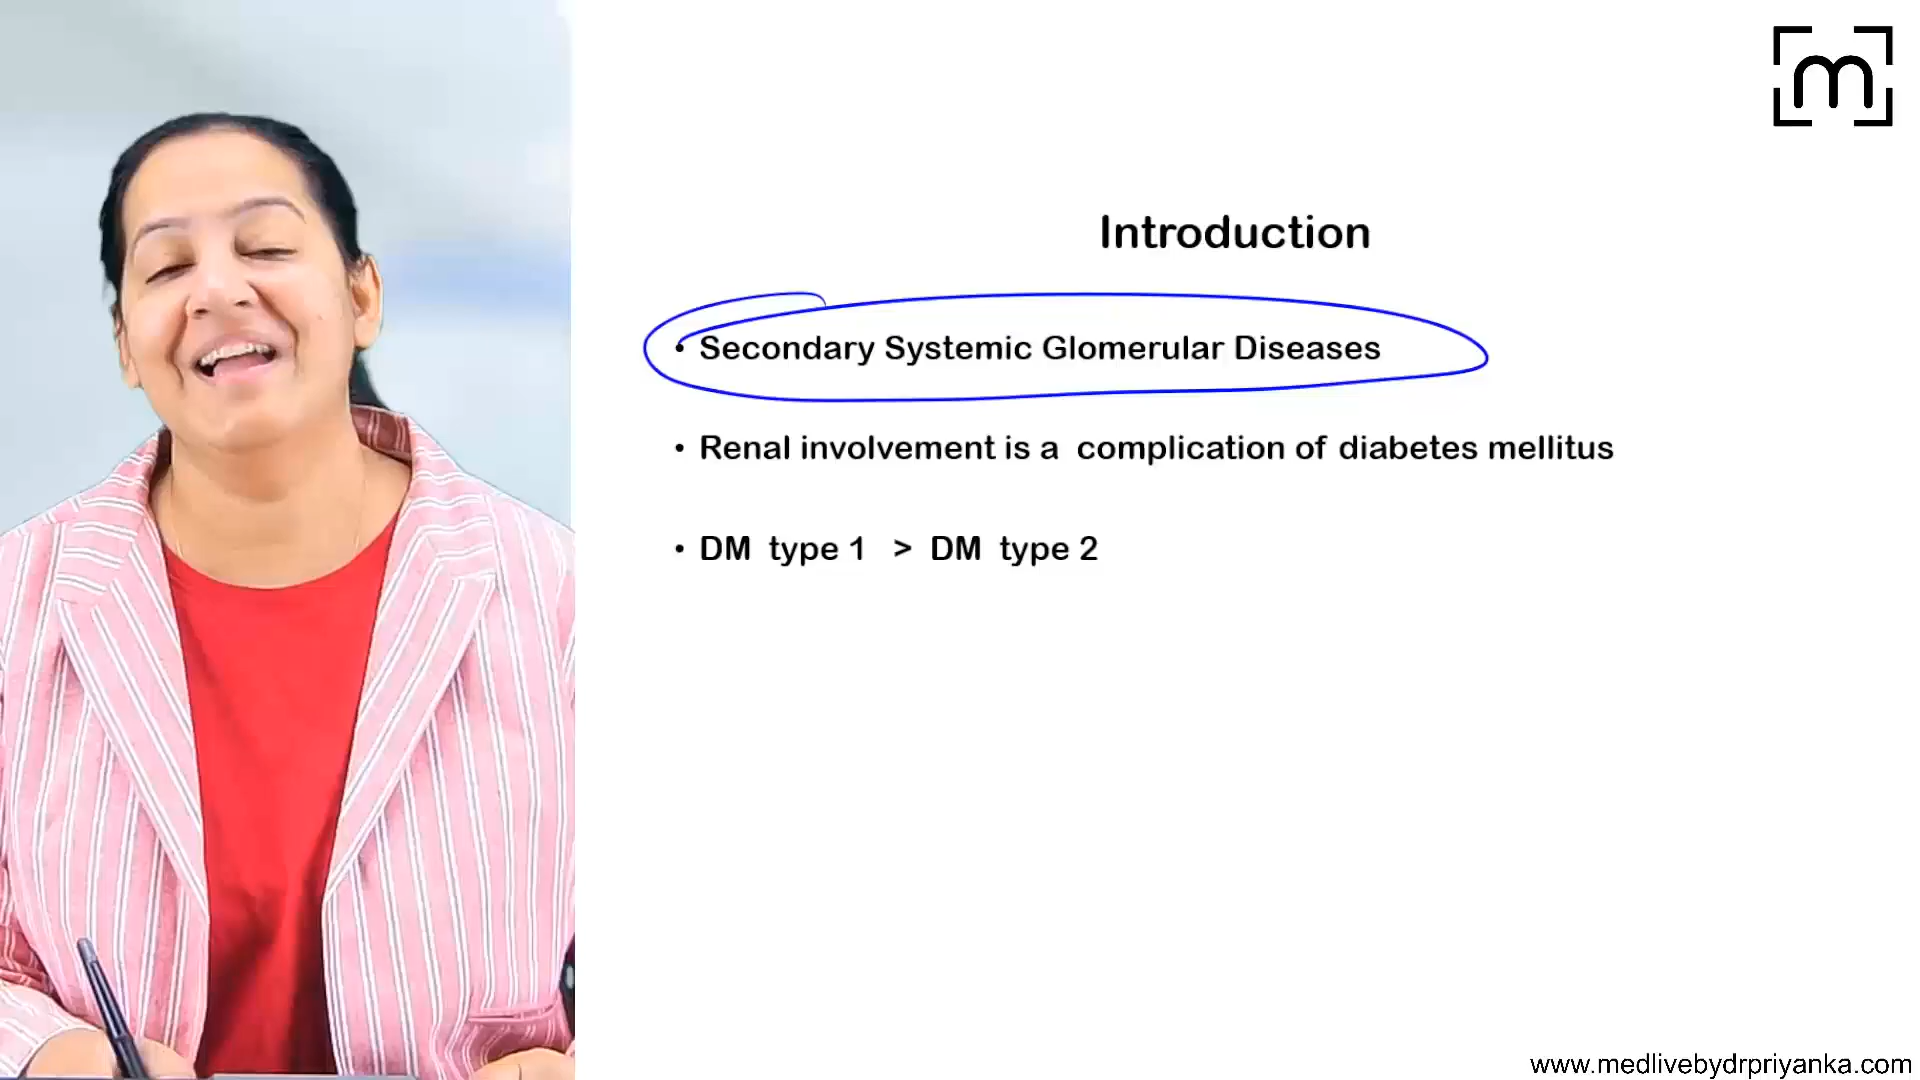 m
Introduction
• Secondary Systemic Glomerular Diseases
• Renal involvement is a complication of diabetes mellitus
• DM type 1 > DM type 2
www.medlivebydrpriyanka.com